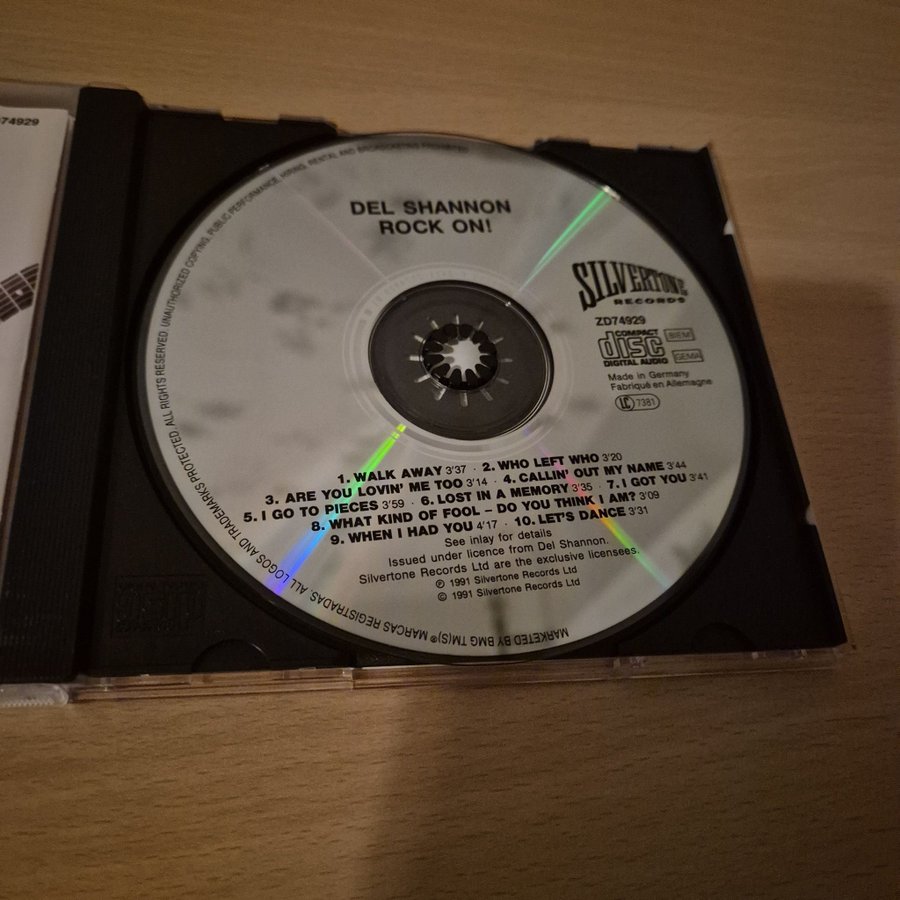 74929
DEL SHANNON
ROCK ON!
SILVERTONE
RECORDS
ZD74929
COMPACT
disc
DIGITAL AUDIO
BIEM
GEMA
Made in Germany
Fabriqué en Allemagne
LC 7381
1. WALK AWAY 3'37 · 2. WHO LEFT WHO 3'20
3. ARE YOU LOVIN' ME TOO 3'14 · 4. CALLIN' OUT MY NAME 3'44
5. I GO TO PIECES 3'59 · 6. LOST IN A MEMORY 3'35 · 7. I GOT YOU 3'41
8. WHAT KIND OF FOOL – DO YOU THINK I AM? 3'09
9. WHEN I HAD YOU 4'17 · 10. LET'S DANCE 3'31
See inlay for details
Issued under licence from Del Shannon.
Silvertone Records Ltd are the exclusive licensees.
℗ 1991 Silvertone Records Ltd
© 1991 Silvertone Records Ltd
MARKETED BY BMG TM(S)® MARCAS REGISTRADAS. ALL LOGOS AND TRADEMARKS PROTECTED. ALL RIGHTS RESERVED. UNAUTHORIZED COPYING, PUBLIC PERFORMANCE, HIRING, RENTAL AND BROADCASTING PROHIBITED